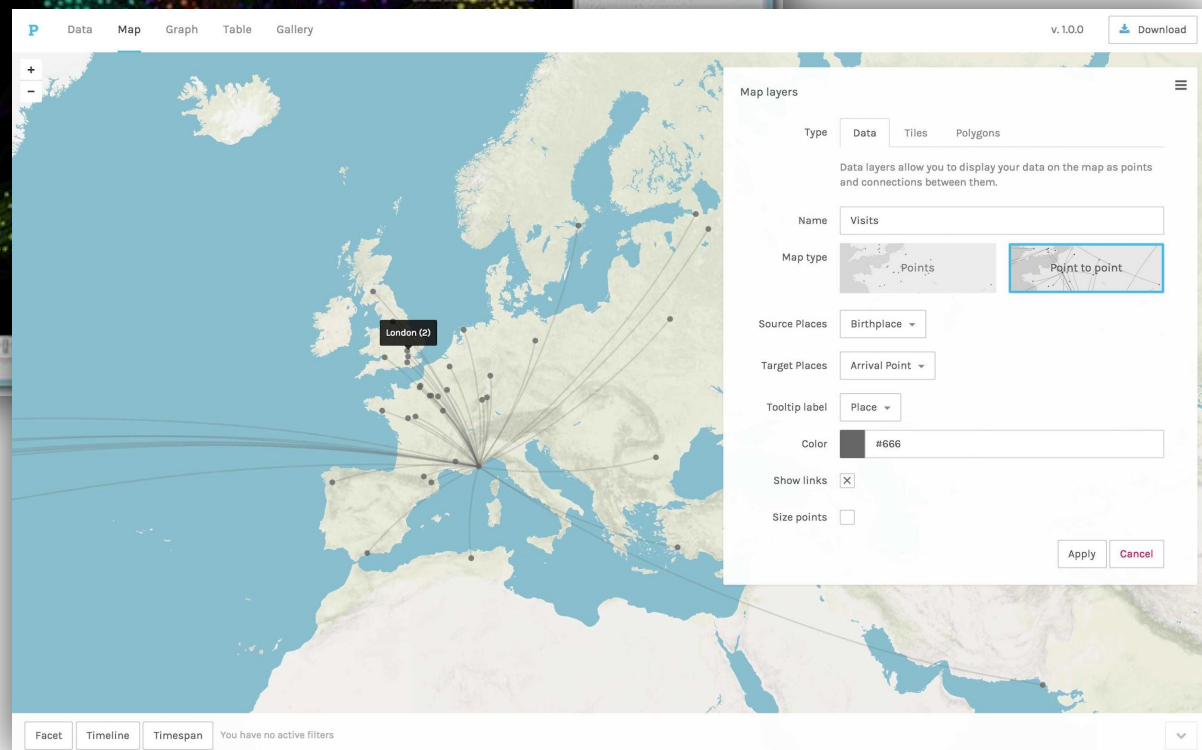 P Data Map Graph Table Gallery v. 1.0.0 Download
+
-
Map layers
Type Data Tiles Polygons
Data layers allow you to display your data on the map as points
and connections between them.
Name Visits
Map type Points Point to point
London (2)
Source Places Birthplace
Target Places Arrival Point
Tooltip label Place
Color #666
Show links
Size points
Apply Cancel
Facet Timeline Timespan You have no active filters